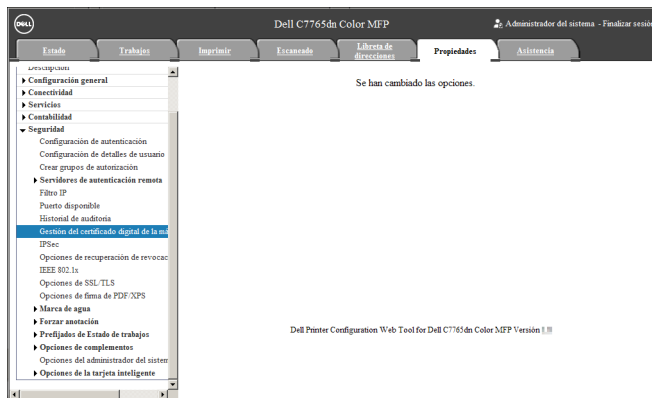 DELL
Dell C7765dn Color MFP
Administrador del sistema - Finalizar sesió
Estado
Trabajos
Imprimir
Escaneado
Libreta de
direcciones
Propiedades
Asistencia
Descripción
Configuración general
Conectividad
Servicios
Contabilidad
Seguridad
Configuración de autenticación
Configuración de detalles de usuario
Crear grupos de autorización
Servidores de autenticación remota
Filtro IP
Puerto disponible
Historial de auditoria
Gestión del certificado digital de la má
IPSec
Opciones de recuperación de revocac
IEEE 802.1x
Opciones de SSL/TLS
Opciones de firma de PDF/XPS
Marca de agua
Forzar anotación
Prefijados de Estado de trabajos
Opciones de complementos
Opciones del administrador del sistem
Opciones de la tarjeta inteligente
Se han cambiado las opciones.
Dell Printer Configuration Web Tool for Dell C7765dn Color MFP Versión